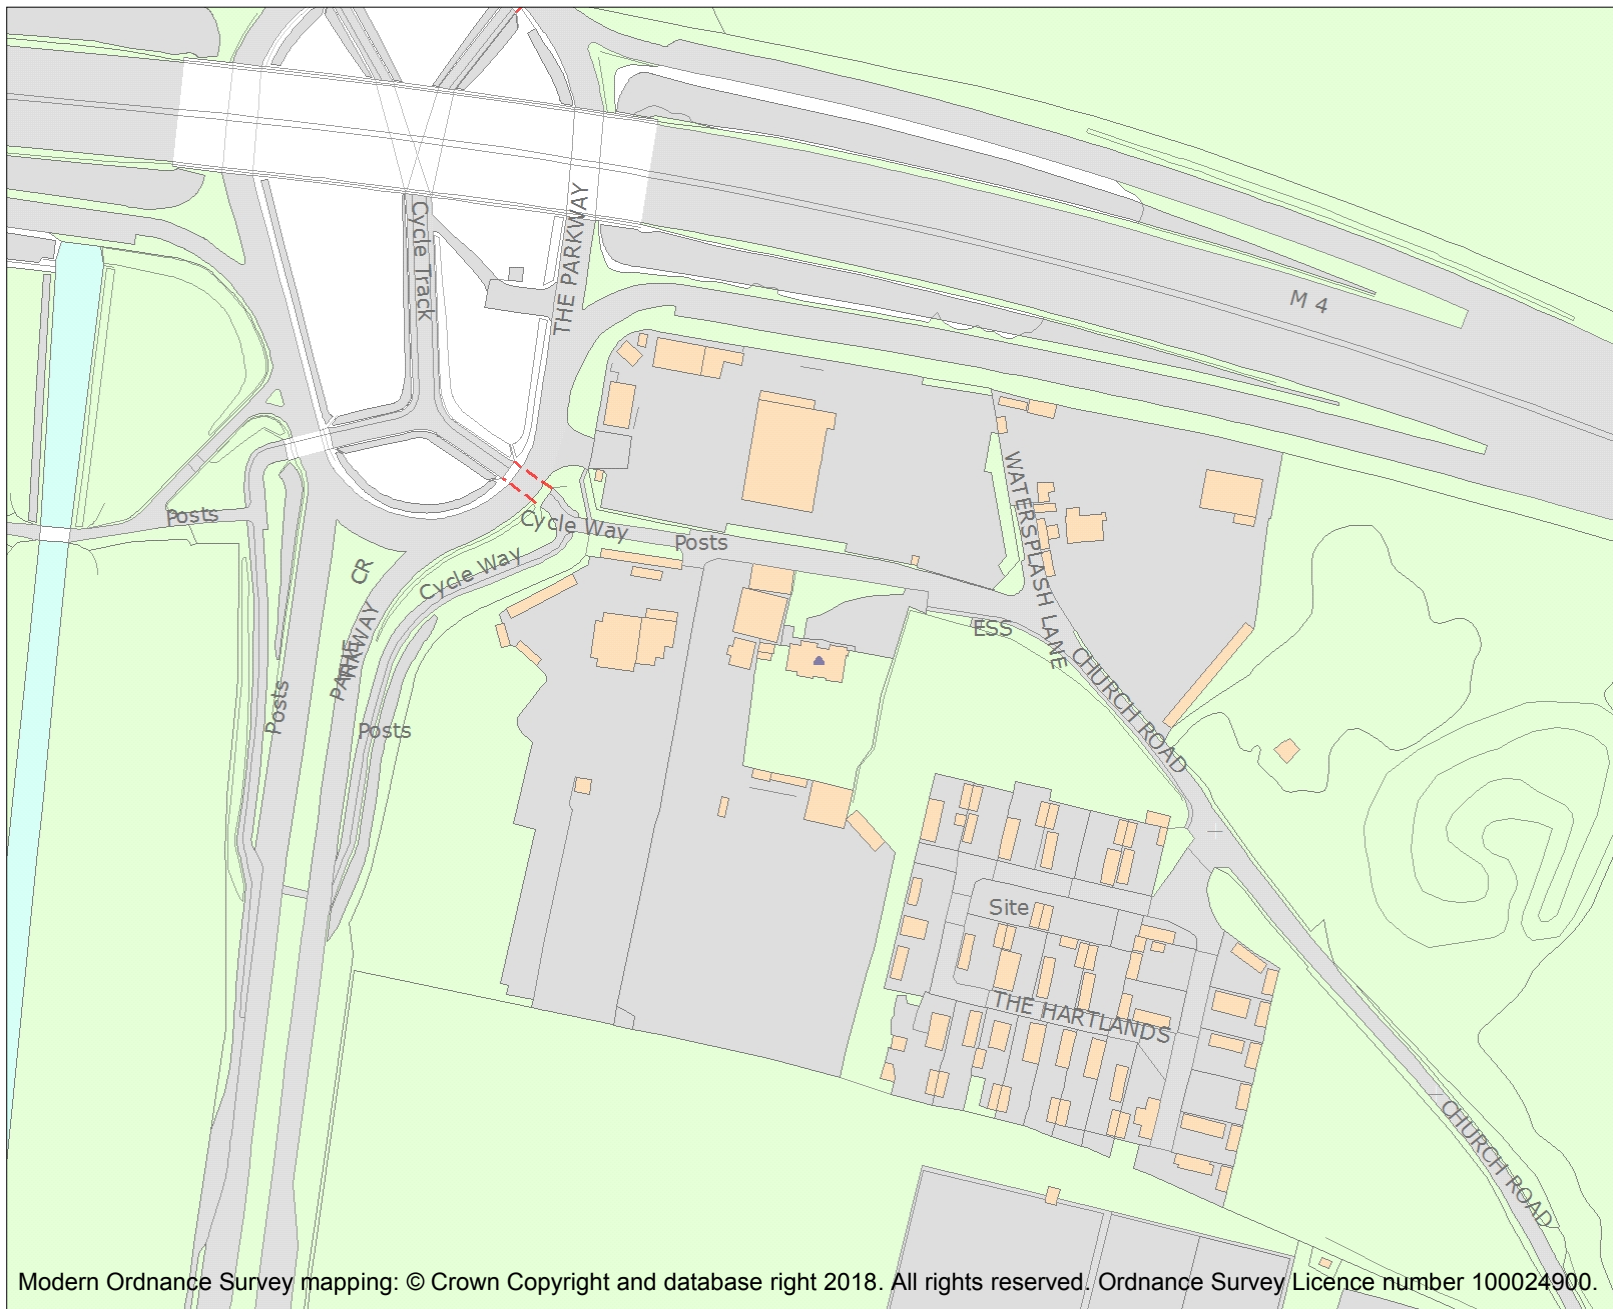 Cycle Track
THE PARKWAY
M 4
WATERSPLASH LANE
Posts
Cycle Way
Posts
Cycle Way
CR
THE PARKWAY
ESS
CHURCH ROAD
Posts
Posts
Site
THE HARTLANDS
CHURCH ROAD
Modern Ordnance Survey mapping: © Crown Copyright and database right 2018. All rights reserved. Ordnance Survey Licence number 100024900.